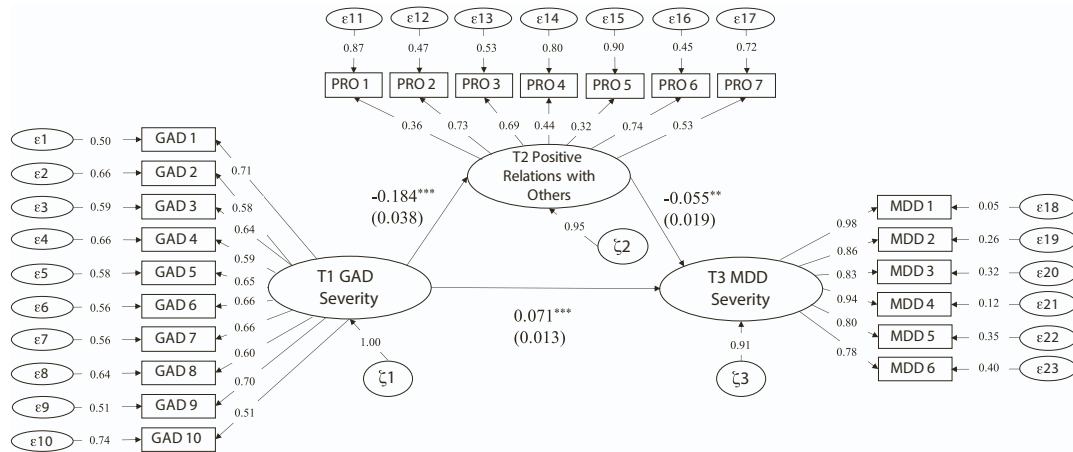 ε11 ε12 ε13 ε14 ε15 ε16 ε17
0.87 0.47 0.53 0.80 0.90 0.45 0.72
PRO 1 PRO 2 PRO 3 PRO 4 PRO 5 PRO 6 PRO 7
0.36 0.73 0.69 0.44 0.32 0.74 0.53
T2 Positive
Relations with
Others
-0.184***
(0.038)
-0.055**
(0.019)
0.95
ζ2
ε1 0.50 GAD 1 0.71
ε2 0.66 GAD 2 0.58
ε3 0.59 GAD 3 0.64
ε4 0.66 GAD 4 0.59
ε5 0.58 GAD 5 0.65
ε6 0.56 GAD 6 0.66
ε7 0.56 GAD 7 0.66
ε8 0.64 GAD 8 0.60
ε9 0.51 GAD 9 0.70
ε10 0.74 GAD 10 0.51
T1 GAD
Severity
1.00
ζ1
0.071***
(0.013)
T3 MDD
Severity
0.91
ζ3
0.98 MDD 1 0.05 ε18
0.86 MDD 2 0.26 ε19
0.83 MDD 3 0.32 ε20
0.94 MDD 4 0.12 ε21
0.80 MDD 5 0.35 ε22
0.78 MDD 6 0.40 ε23